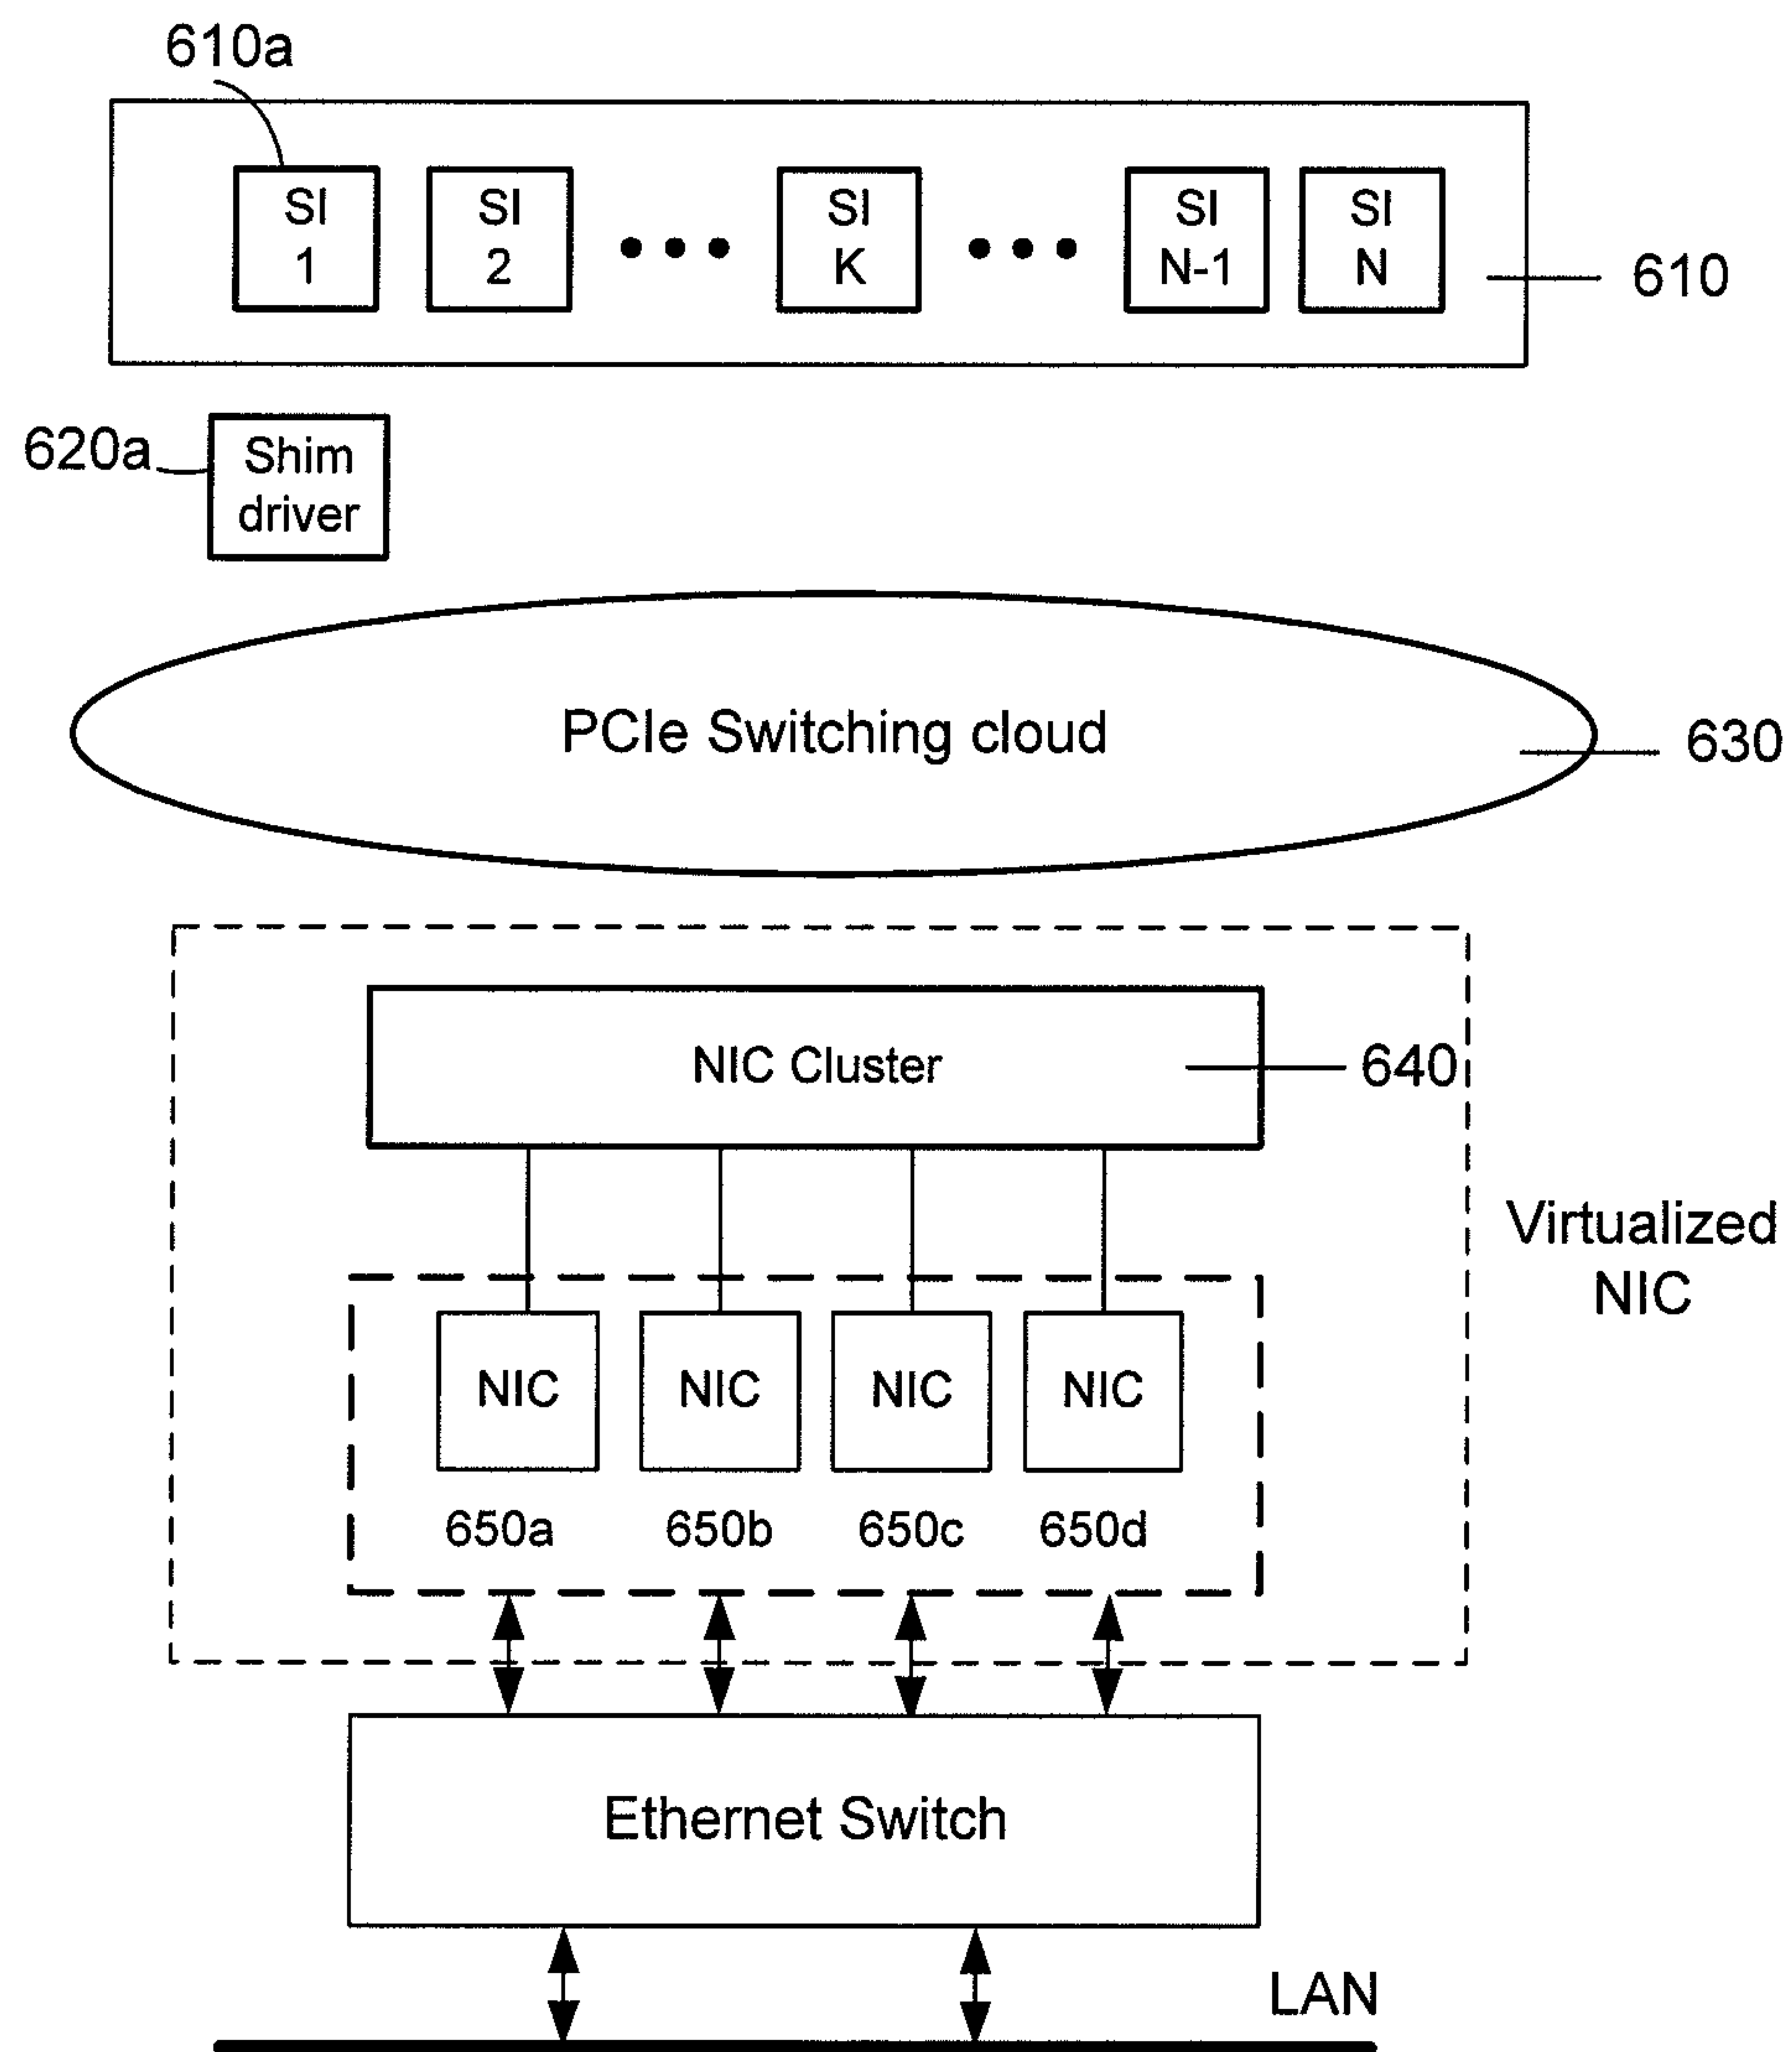 610a
SI
1
SI
2
SI
K
SI
N-1
SI
N
610
620a
Shim
driver
PCIe Switching cloud
630
NIC Cluster
640
Virtualized
NIC
NIC
NIC
NIC
NIC
650a
650b
650c
650d
Ethernet Switch
LAN